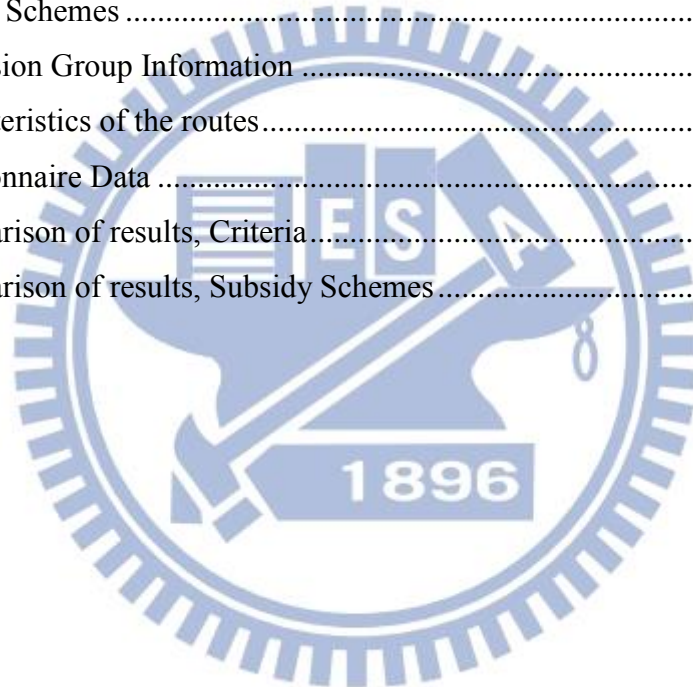 Schemes ........................................................................
sion Group Information ..................................................
teristics of the routes........................................................
onnaire Data ...................................................................
arison of results, Criteria..................................................
arison of results, Subsidy Schemes.................................
E S A
1896